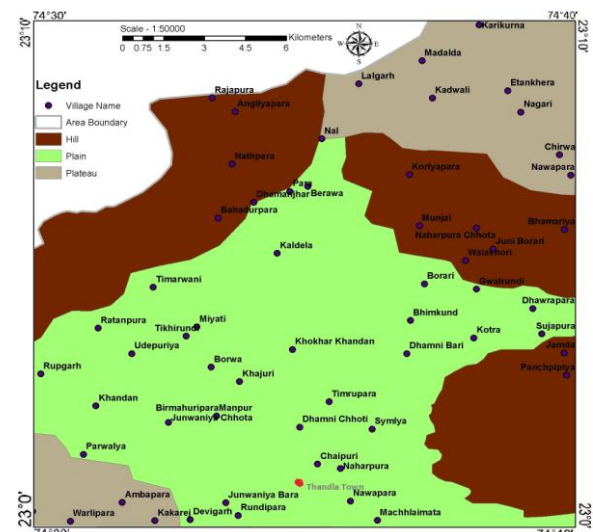 74°30'
74°40'
23°10'
23°10'
Scale - 1:50000
Kilometers
0 0.75 1.5 3 4.5 6
N
W
E
S
Legend
Village Name
Area Boundary
Hill
Plain
Plateau
Karikurna
Madalda
Lalgarh
Kadwali
Etankhera
Nagari
Rajapura
Angliyapara
Nal
Chirwa
Nawapara
Nathpara
Korlyapara
Para
Berawa
Dhamanjhar
Bahadurpara
Munjal
Naharpura Chhota
Bhamariya
Juni Borari
Walakhori
Kaldela
Timarwani
Borari
Gwalrundi
Dhawrapara
Ratanpura
Miyati
Tikhirundi
Bhimkund
Kotra
Sujapura
Udepuriya
Khokhar Khandan
Dhamni Bari
Jamda
Panchpiplya
Rupgarh
Borwa
Khajuri
Khandan
Birmahuripara
Manpur
Junwaniya Chhota
Timrupara
Dhamni Chhoti
Symlya
Parwalya
Chaipuri
Naharpura
Thandla Town
Ambapara
Junwaniya Bara
Nawapara
Warlipara
Kakarej
Devigarh
Rundipara
Machhlaimata
23°0'
23°0'